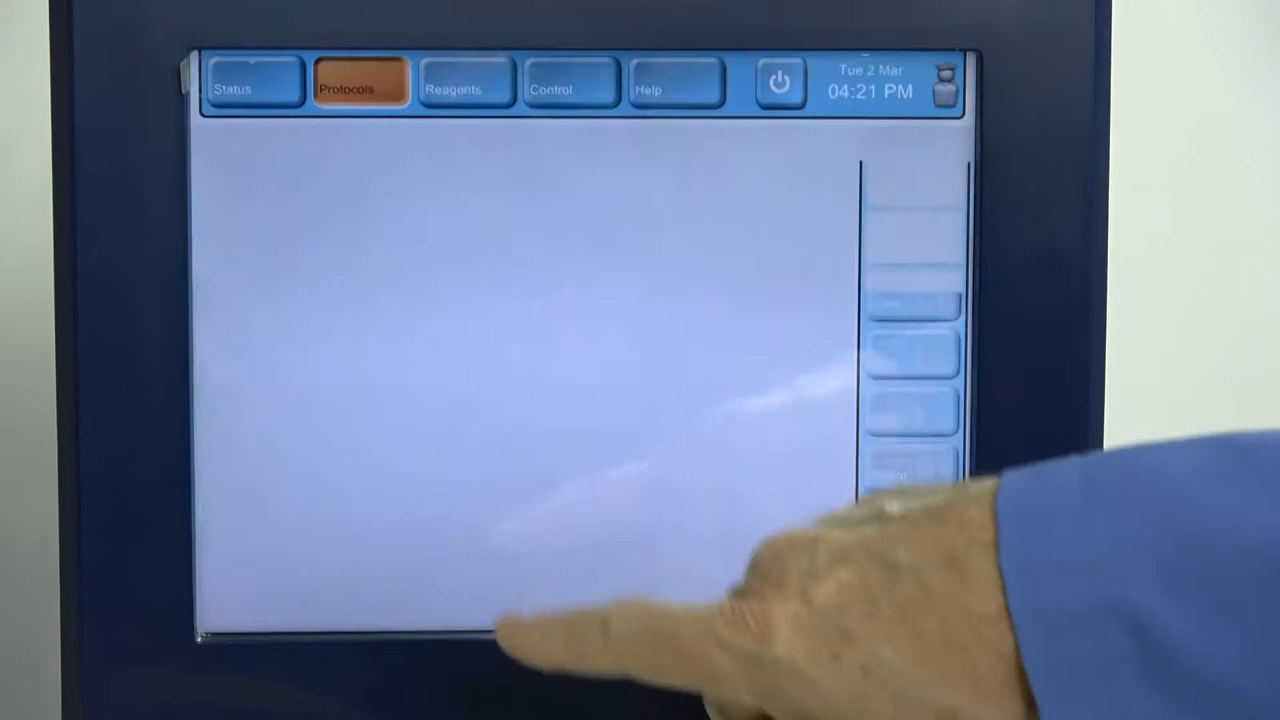 Status
Protocols
Reagents
Control
Help
Tue 2 Mar
04:21 PM